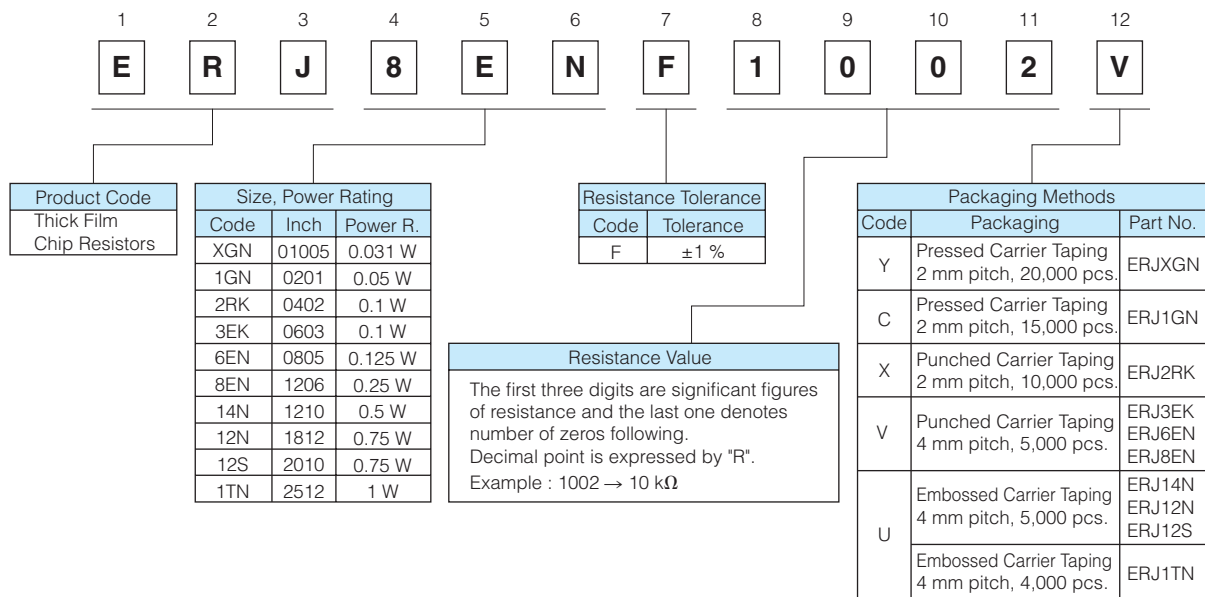 1 2 3 4 5 6 7 8 9 10 11 12
E R J 8 E N F 1 0 0 2 V
Product Code
Thick Film
Chip Resistors
Size, Power Rating
Code Inch Power R.
XGN 01005 0.031 W
1GN 0201 0.05 W
2RK 0402 0.1 W
3EK 0603 0.1 W
6EN 0805 0.125 W
8EN 1206 0.25 W
14N 1210 0.5 W
12N 1812 0.75 W
12S 2010 0.75 W
1TN 2512 1 W
Resistance Tolerance
Code Tolerance
F ±1 %
Resistance Value
The first three digits are significant figures
of resistance and the last one denotes
number of zeros following.
Decimal point is expressed by "R".
Example : 1002 → 10 kΩ
Packaging Methods
Code Packaging Part No.
Y Pressed Carrier Taping
2 mm pitch, 20,000 pcs. ERJXGN
C Pressed Carrier Taping
2 mm pitch, 15,000 pcs. ERJ1GN
X Punched Carrier Taping
2 mm pitch, 10,000 pcs. ERJ2RK
V Punched Carrier Taping
4 mm pitch, 5,000 pcs.
ERJ3EK
ERJ6EN
ERJ8EN
U Embossed Carrier Taping
4 mm pitch, 5,000 pcs.
ERJ14N
ERJ12N
ERJ12S
Embossed Carrier Taping
4 mm pitch, 4,000 pcs. ERJ1TN